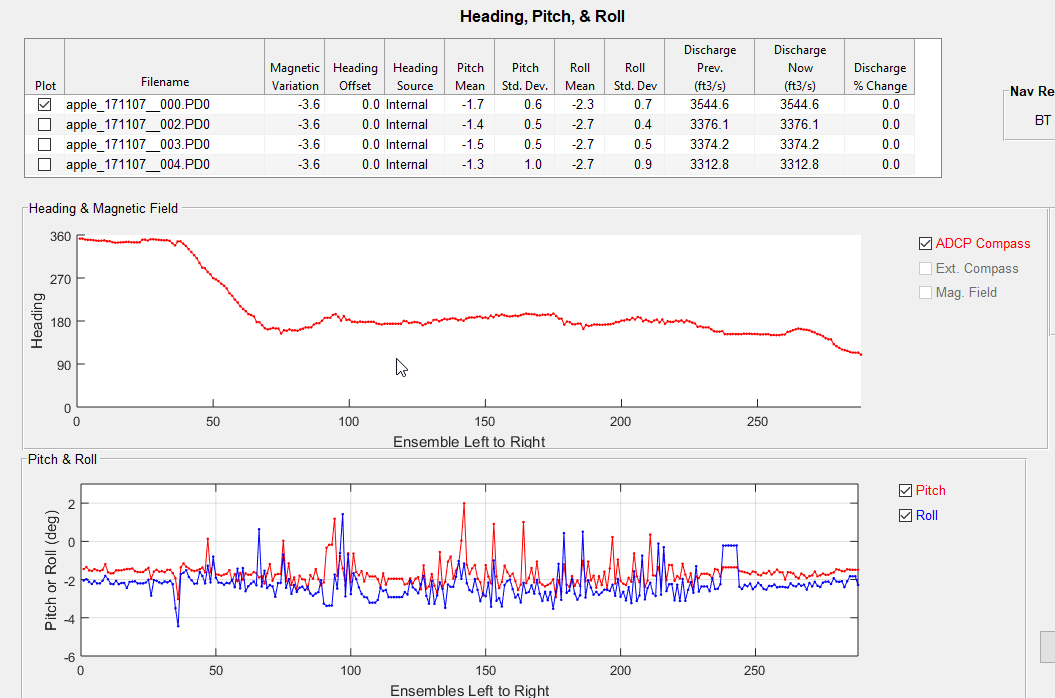 Heading, Pitch, & Roll
Plot Filename Magnetic Variation Heading Offset Heading Source Pitch Mean Pitch Std. Dev. Roll Mean Roll Std. Dev Discharge Prev. (ft3/s) Discharge Now (ft3/s) Discharge % Change
apple_171107__000.PD0 -3.6 0.0 Internal -1.7 0.6 -2.3 0.7 3544.6 3544.6 0.0
apple_171107__002.PD0 -3.6 0.0 Internal -1.4 0.5 -2.7 0.4 3376.1 3376.1 0.0
apple_171107__003.PD0 -3.6 0.0 Internal -1.5 0.5 -2.7 0.5 3374.2 3374.2 0.0
apple_171107__004.PD0 -3.6 0.0 Internal -1.3 1.0 -2.7 0.9 3312.8 3312.8 0.0
Nav Re
BT
Heading & Magnetic Field
Heading
360
270
180
90
0
0 50 100 150 200 250
Ensemble Left to Right
ADCP Compass
Ext. Compass
Mag. Field
Pitch & Roll
Pitch or Roll (deg)
2
0
-2
-4
-6
0 50 100 150 200 250
Ensembles Left to Right
Pitch
Roll